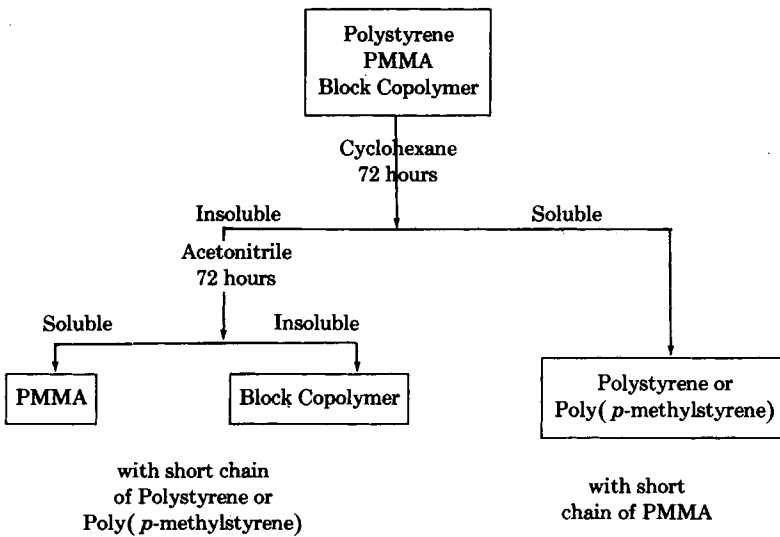 Polystyrene
PMMA
Block Copolymer
Cyclohexane
72 hours
Insoluble
Soluble
Acetonitrile
72 hours
Soluble
Insoluble
PMMA
Block Copolymer
Polystyrene or
Poly( p-methylstyrene)
with short chain
of Polystyrene or
Poly( p-methylstyrene)
with short
chain of PMMA